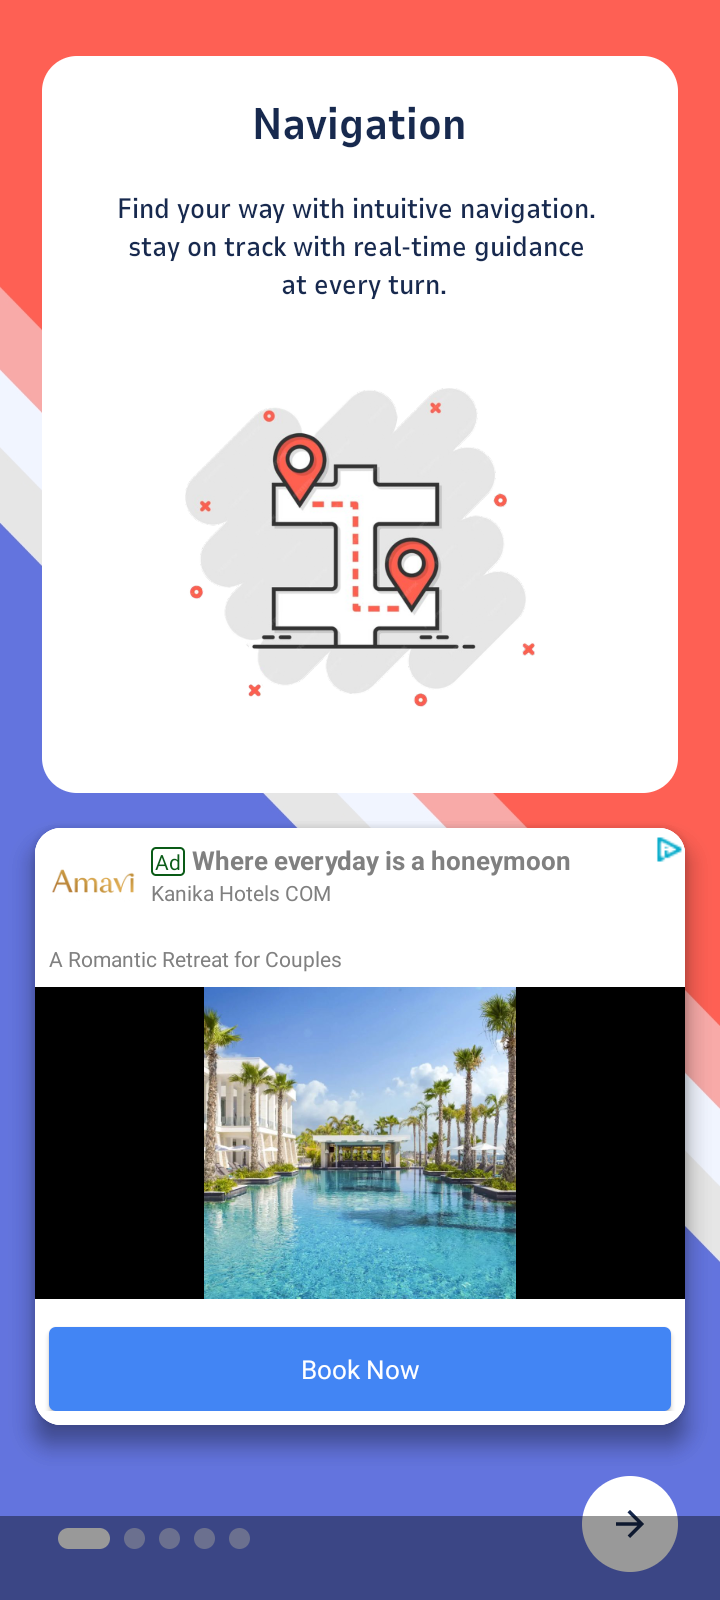 Navigation
Find your way with intuitive navigation.
stay on track with real-time guidance
at every turn.
Amavi
Ad Where everyday is a honeymoon
Kanika Hotels COM
A Romantic Retreat for Couples
Book Now